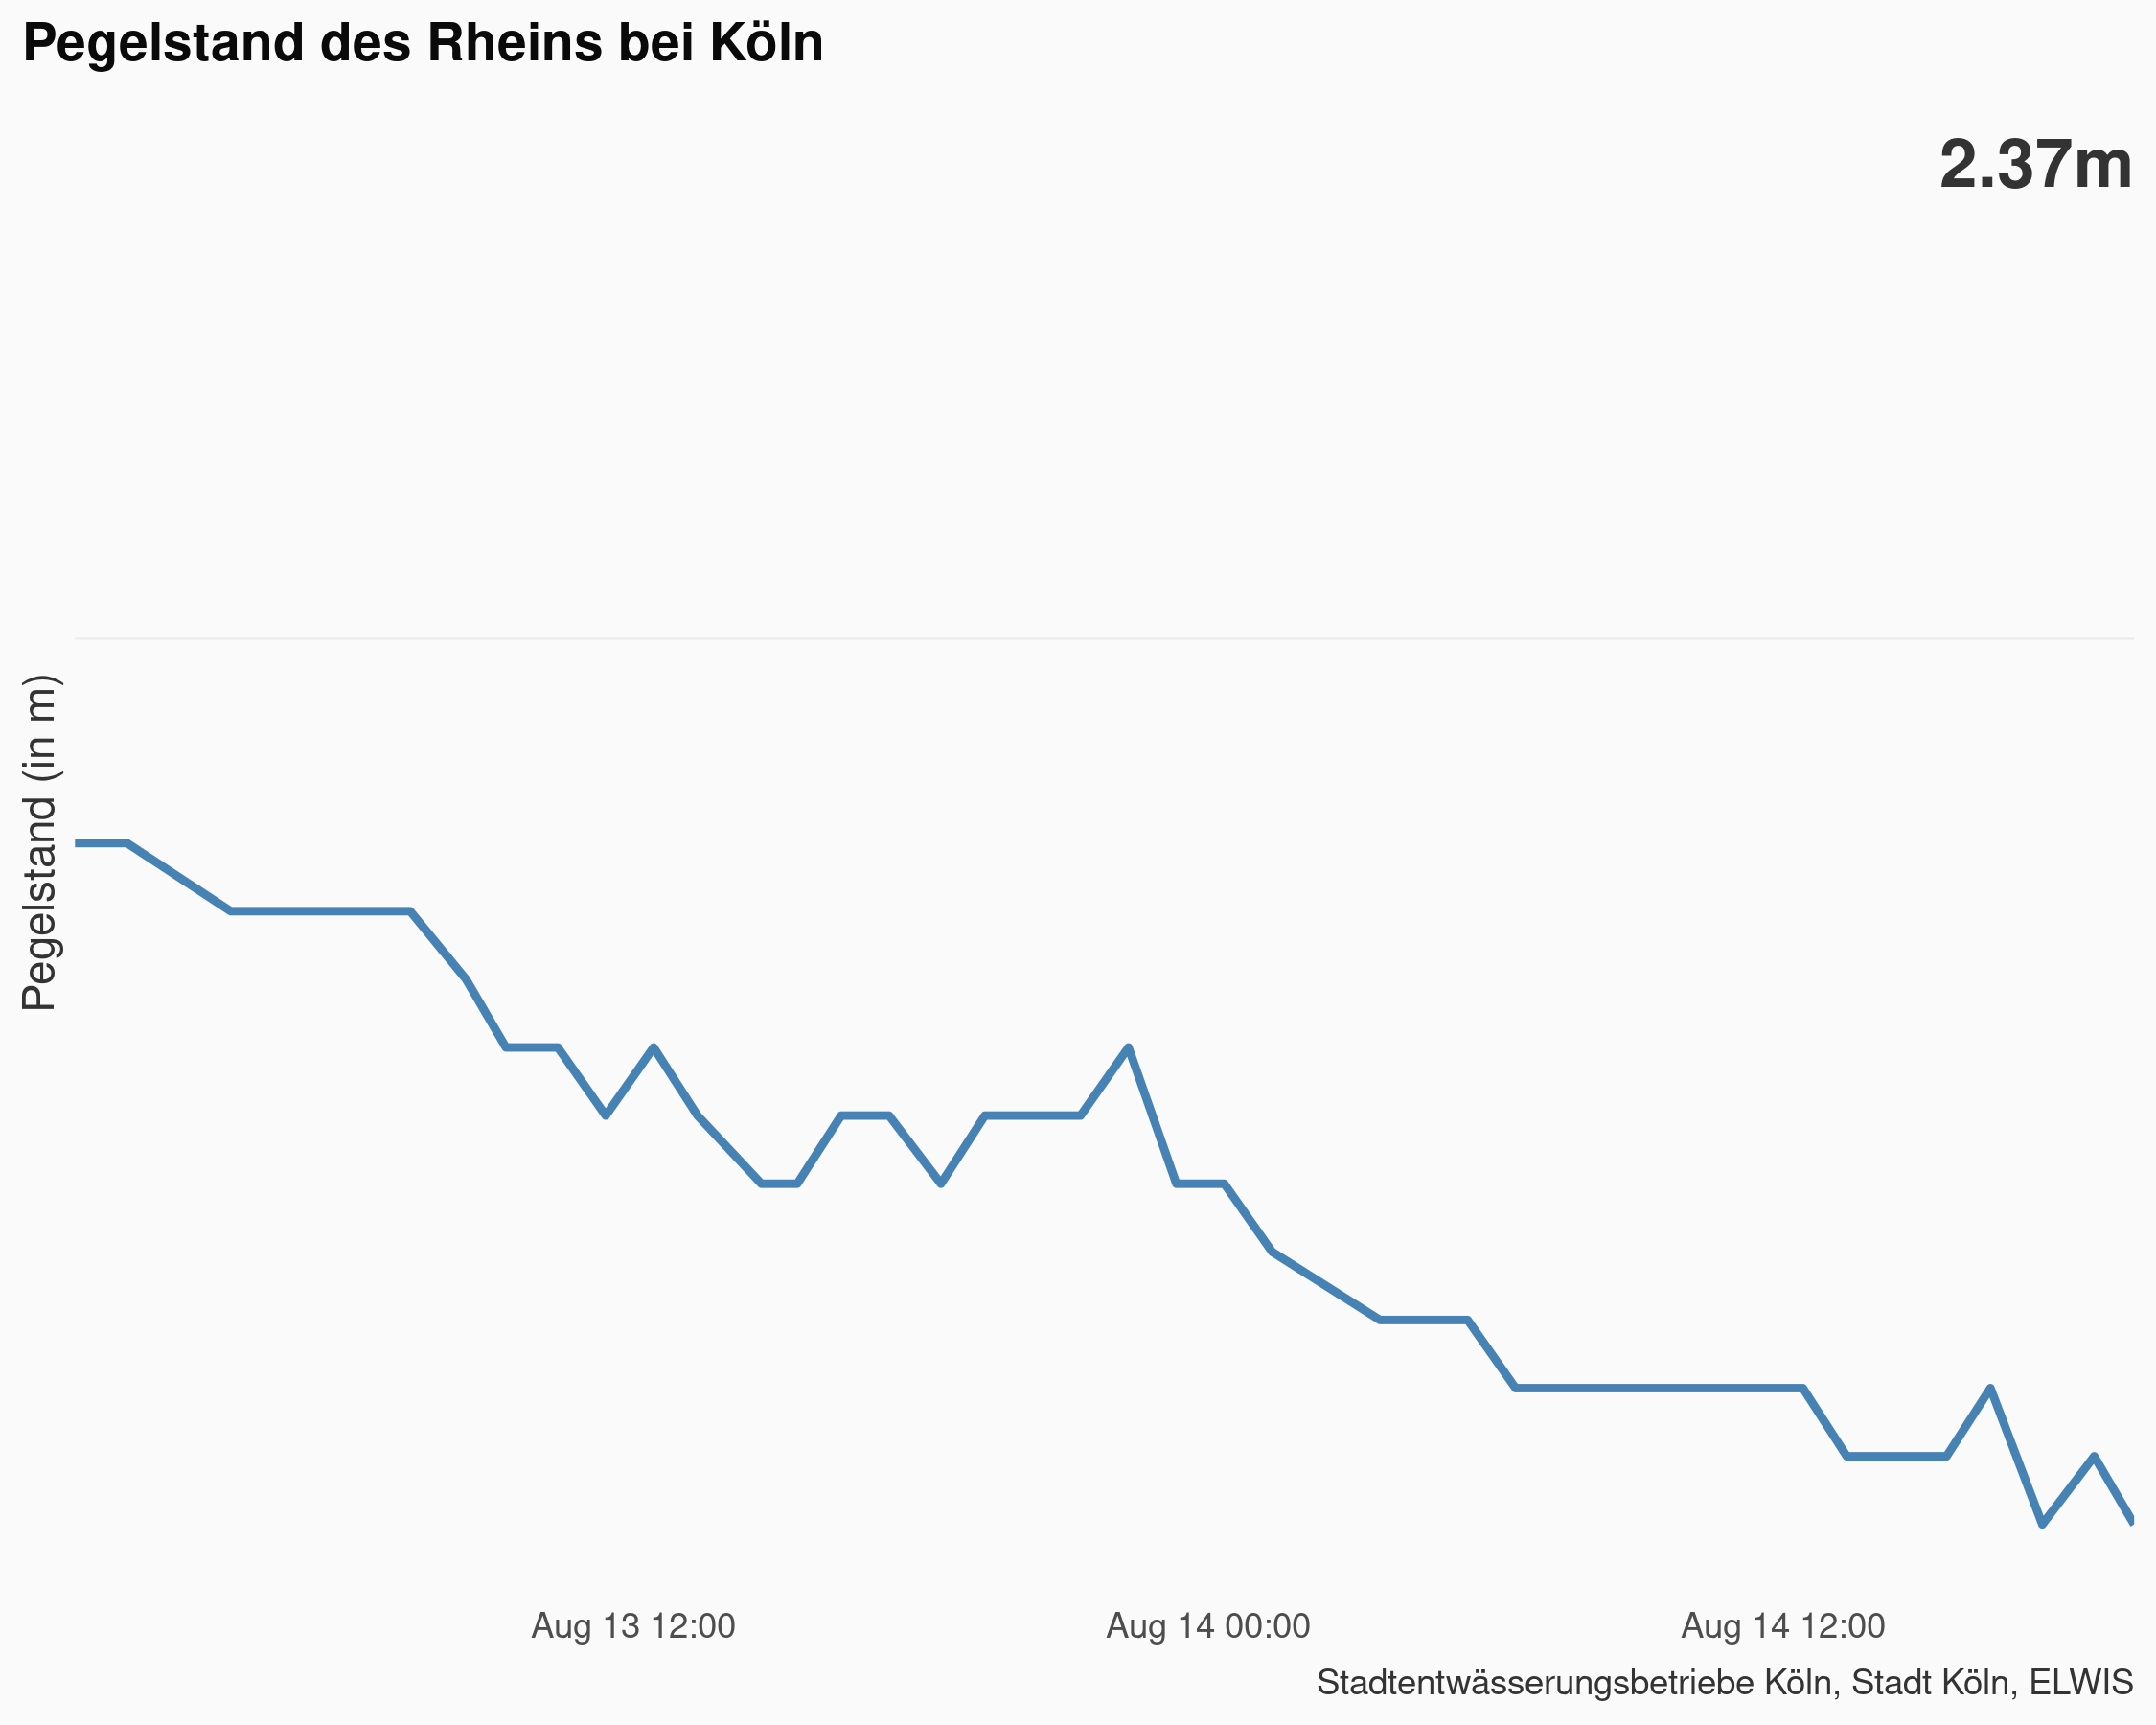 Pegelstand des Rheins bei Köln
2.37m
Pegelstand (in m)
Aug 13 12:00
Aug 14 00:00
Aug 14 12:00
Stadtentwässerungsbetriebe Köln, Stadt Köln, ELWIS